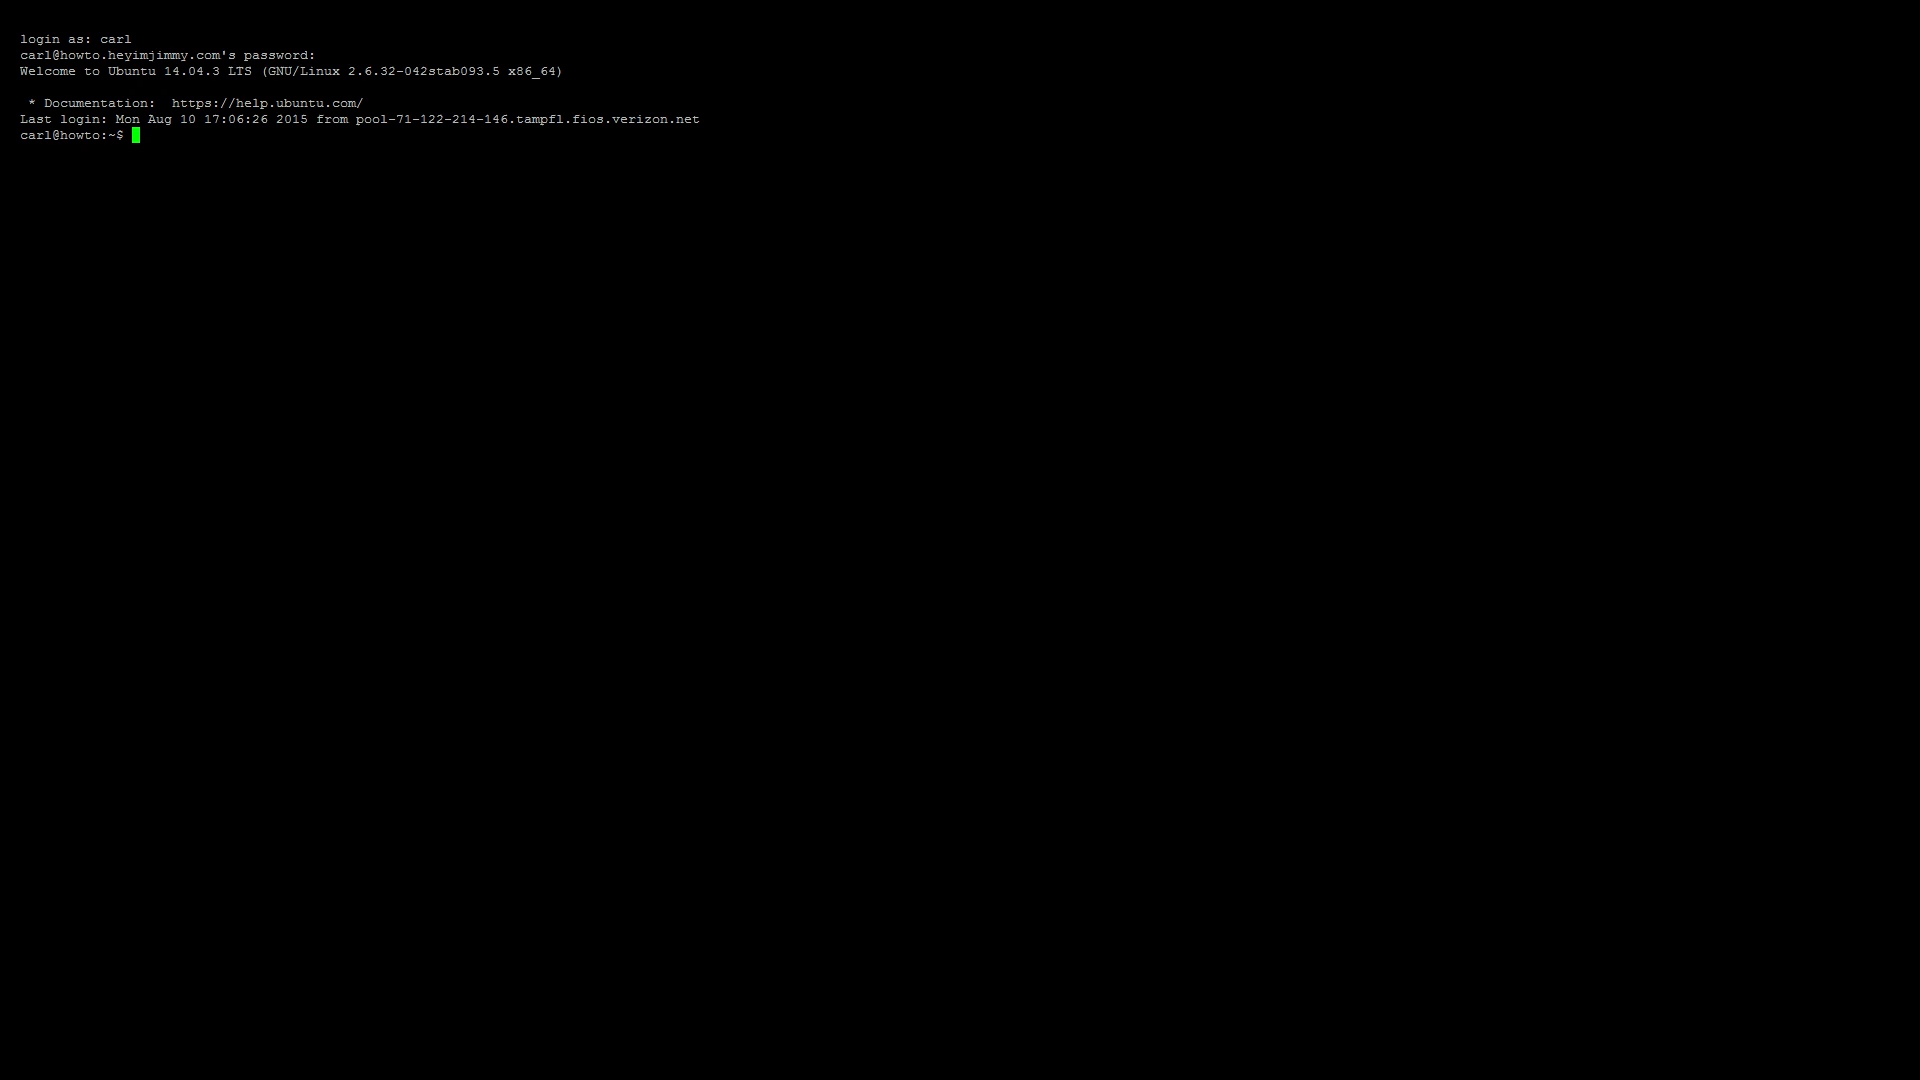 login as: carl
carl@howto.heyimjimmy.com's password:
Welcome to Ubuntu 14.04.3 LTS (GNU/Linux 2.6.32-042stab093.5 x86_64)
 * Documentation:  https://help.ubuntu.com/
Last login: Mon Aug 10 17:06:26 2015 from pool-71-122-214-146.tampfl.fios.verizon.net
carl@howto:~$